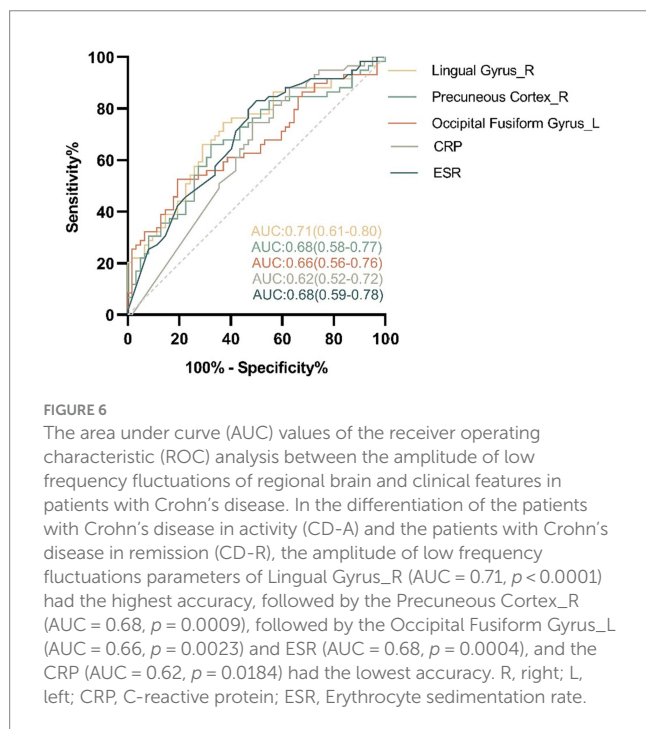 100
80
60
40
20
0
Sensitivity%
0
20
40
60
80
100
100% - Specificity%
Lingual Gyrus_R
Precuneous Cortex_R
Occipital Fusiform Gyrus_L
CRP
ESR
AUC:0.71(0.61-0.80)
AUC:0.68(0.58-0.77)
AUC:0.66(0.56-0.76)
AUC:0.62(0.52-0.72)
AUC:0.68(0.59-0.78)
FIGURE 6
The area under curve (AUC) values of the receiver operating
characteristic (ROC) analysis between the amplitude of low
frequency fluctuations of regional brain and clinical features in
patients with Crohn’s disease. In the differentiation of the patients
with Crohn’s disease in activity (CD-A) and the patients with Crohn’s
disease in remission (CD-R), the amplitude of low frequency
fluctuations parameters of Lingual Gyrus_R (AUC = 0.71, p < 0.0001)
had the highest accuracy, followed by the Precuneous Cortex_R
(AUC = 0.68, p = 0.0009), followed by the Occipital Fusiform Gyrus_L
(AUC = 0.66, p = 0.0023) and ESR (AUC = 0.68, p = 0.0004), and the
CRP (AUC = 0.62, p = 0.0184) had the lowest accuracy. R, right; L,
left; CRP, C-reactive protein; ESR, Erythrocyte sedimentation rate.